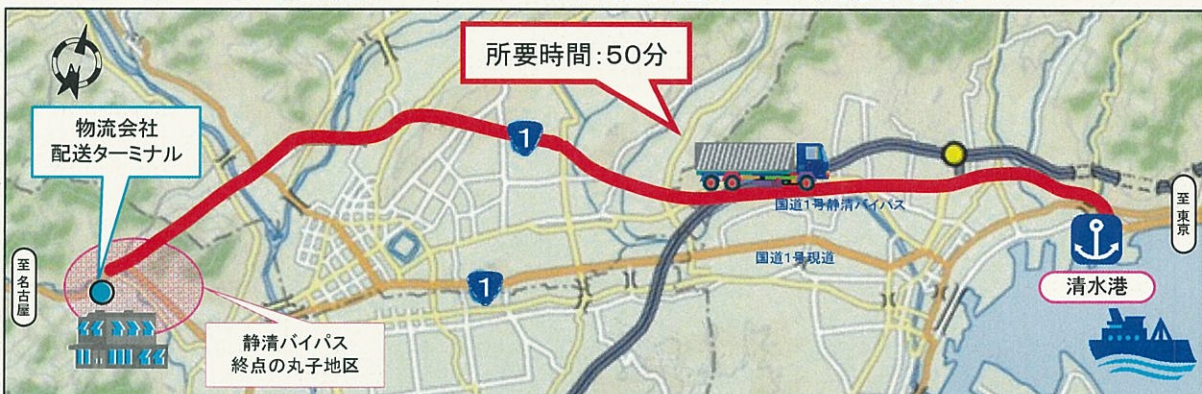 所要時間:50分
物流会社
配送ターミナル
1
国道1号静清バイパス
至東京
国道1号現道
至名古屋
1
清水港
静清バイパス
終点の丸子地区